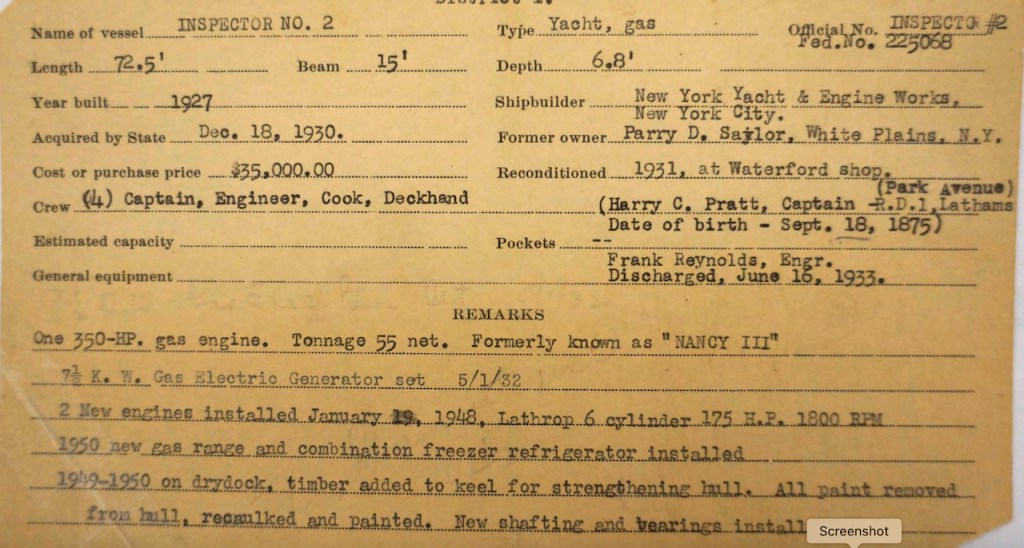 District 1.
Name of vessel INSPECTOR NO. 2 Type Yacht, gas Official No. INSPECTO #2
Fed.No. 225068
Length 72.5' Beam 15' Depth 6.8'
Year built 1927 Shipbuilder New York Yacht & Engine Works,
New York City.
Acquired by State Dec. 18, 1930. Former owner Parry D. Saylor, White Plains, N.Y.
Cost or purchase price $35,000.00 Reconditioned 1931, at Waterford shop.
(Park Avenue)
Crew (4) Captain, Engineer, Cook, Deckhand (Harry C. Pratt, Captain -R.D.1, Lathams
Date of birth - Sept. 18, 1875)
Estimated capacity Pockets --
Frank Reynolds, Engr.
General equipment Discharged, June 16, 1933.
REMARKS
One 350-HP. gas engine. Tonnage 55 net. Formerly known as "NANCY III"
7½ K. W. Gas Electric Generator set 5/1/32
2 New engines installed January 19, 1948, Lathrop 6 cylinder 175 H.P. 1800 RPM
1950 new gas range and combination freezer refrigerator installed
1949-1950 on drydock, timber added to keel for strengthening hull. All paint removed
from hull, recaulked and painted. New shafting and bearings install
Screenshot